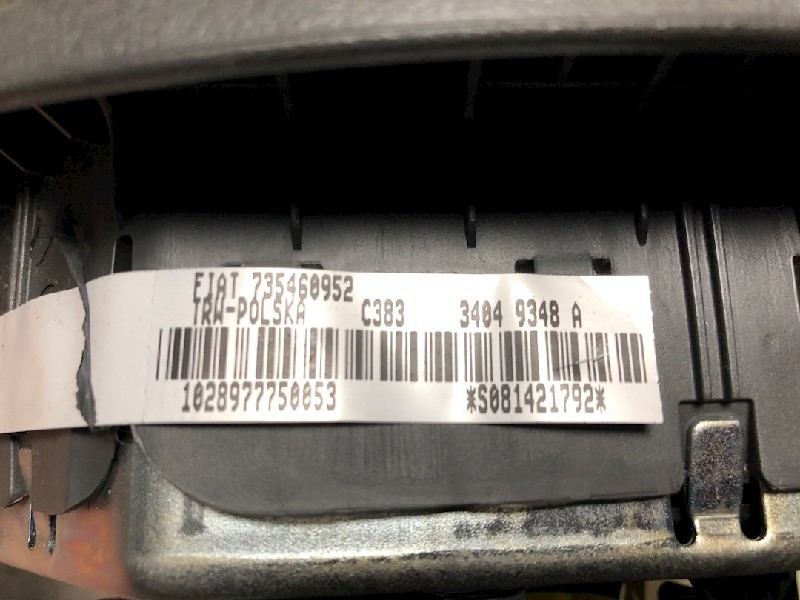 FIAT 735460952
TRW-POLSKA C383 3404 9348 A
1028977750053 *S081421792*